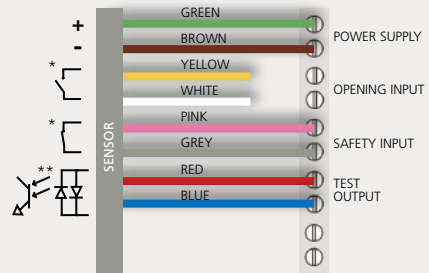 GREEN
+
BROWN
POWER SUPPLY
-
YELLOW
*
WHITE
OPENING INPUT
PINK
*
GREY
SAFETY INPUT
SENSOR
RED
**
TEST
OUTPUT
BLUE